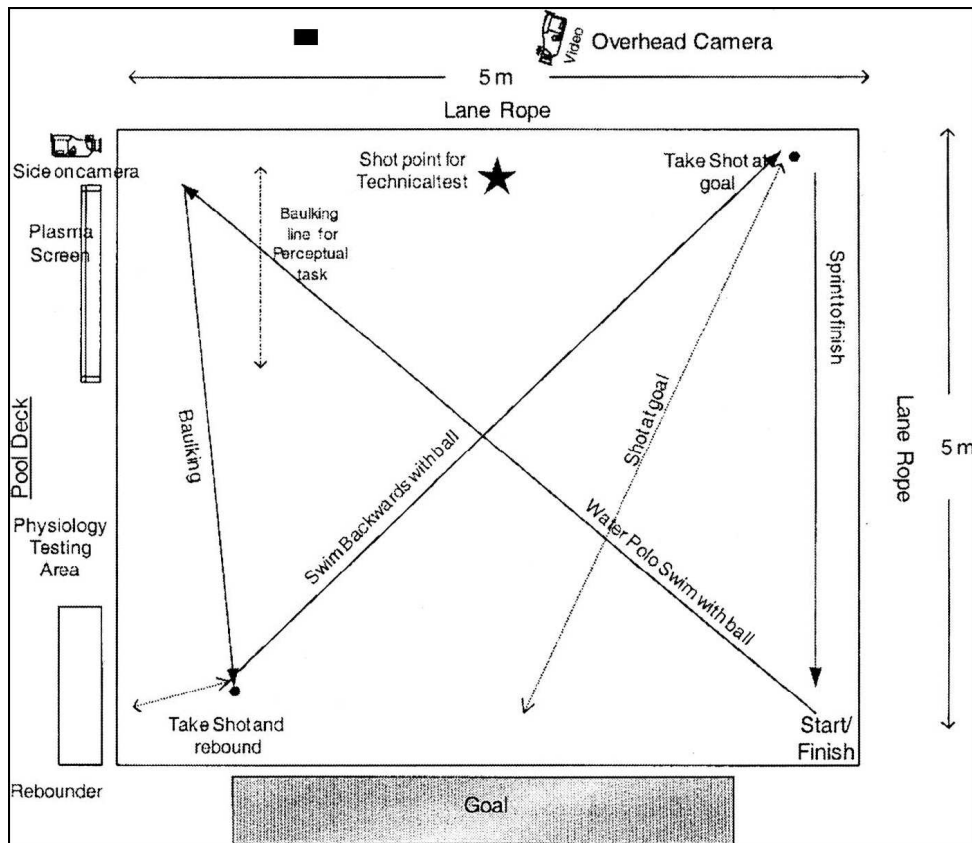 Video
Overhead Camera
5 m
Lane Rope
Side on camera
Shot point for
Technical test
Take Shot at
goal
Plasma
Screen
Baulking
line for
Perceptual
task
Sprint to finish
Baulking
Shot at goal
Lane Rope
5 m
Pool Deck
Swim Backwards with ball
Water Polo Swim with ball
Physiology
Testing
Area
Take Shot and
rebound
Start/
Finish
Rebounder
Goal